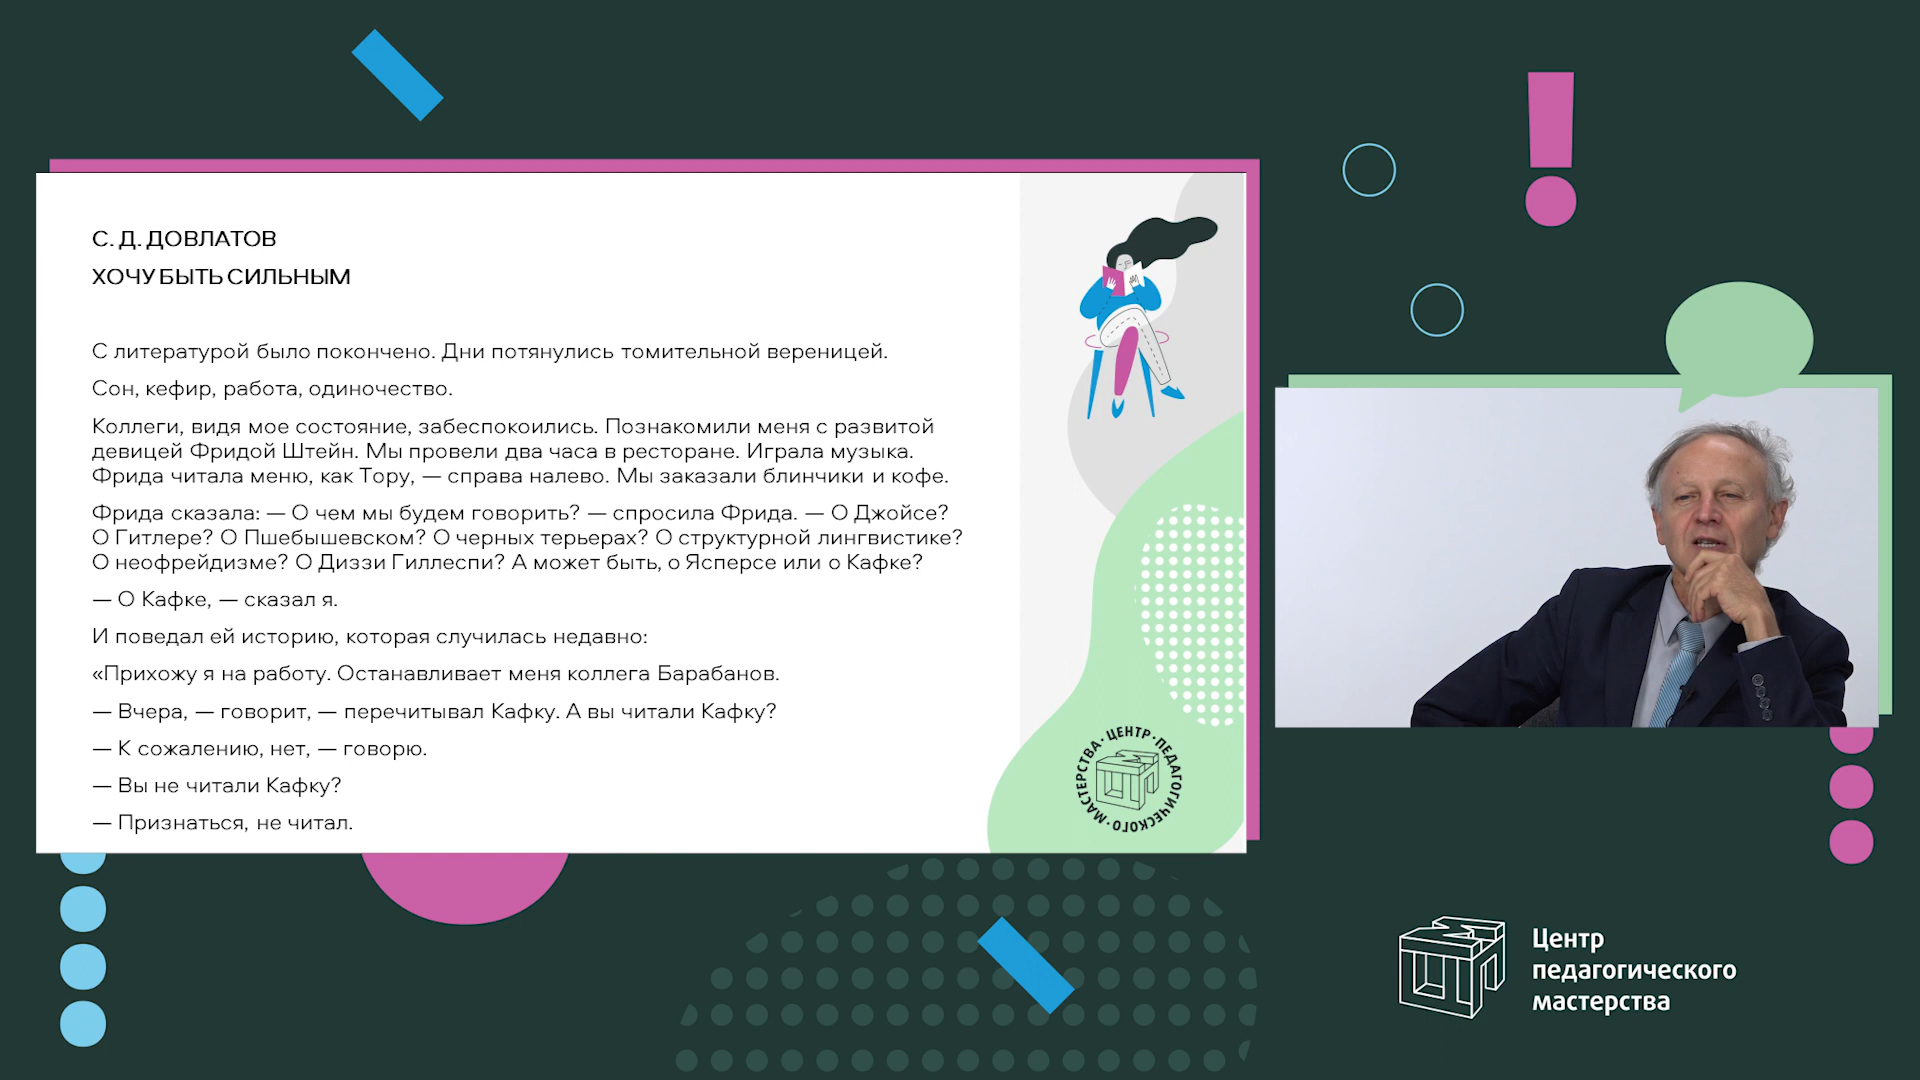 С. Д. ДОВЛАТОВ
ХОЧУ БЫТЬ СИЛЬНЫМ
С литературой было покончено. Дни потянулись томительной вереницей.
Сон, кефир, работа, одиночество.
Коллеги, видя мое состояние, забеспокоились. Познакомили меня с развитой
девицей Фридой Штейн. Мы провели два часа в ресторане. Играла музыка.
Фрида читала меню, как Тору, — справа налево. Мы заказали блинчики и кофе.
Фрида сказала: — О чем мы будем говорить? — спросила Фрида. — О Джойсе?
О Гитлере? О Пшебышевском? О черных терьерах? О структурной лингвистике?
О неофрейдизме? О Диззи Гиллеспи? А может быть, о Ясперсе или о Кафке?
— О Кафке, — сказал я.
И поведал ей историю, которая случилась недавно:
«Прихожу я на работу. Останавливает меня коллега Барабанов.
— Вчера, — говорит, — перечитывал Кафку. А вы читали Кафку?
— К сожалению, нет, — говорю.
— Вы не читали Кафку?
— Признаться, не читал.
ЦЕНТР · ПЕДАГОГИЧЕСКОГО · МАСТЕРСТВА ·
Центр
педагогического
мастерства